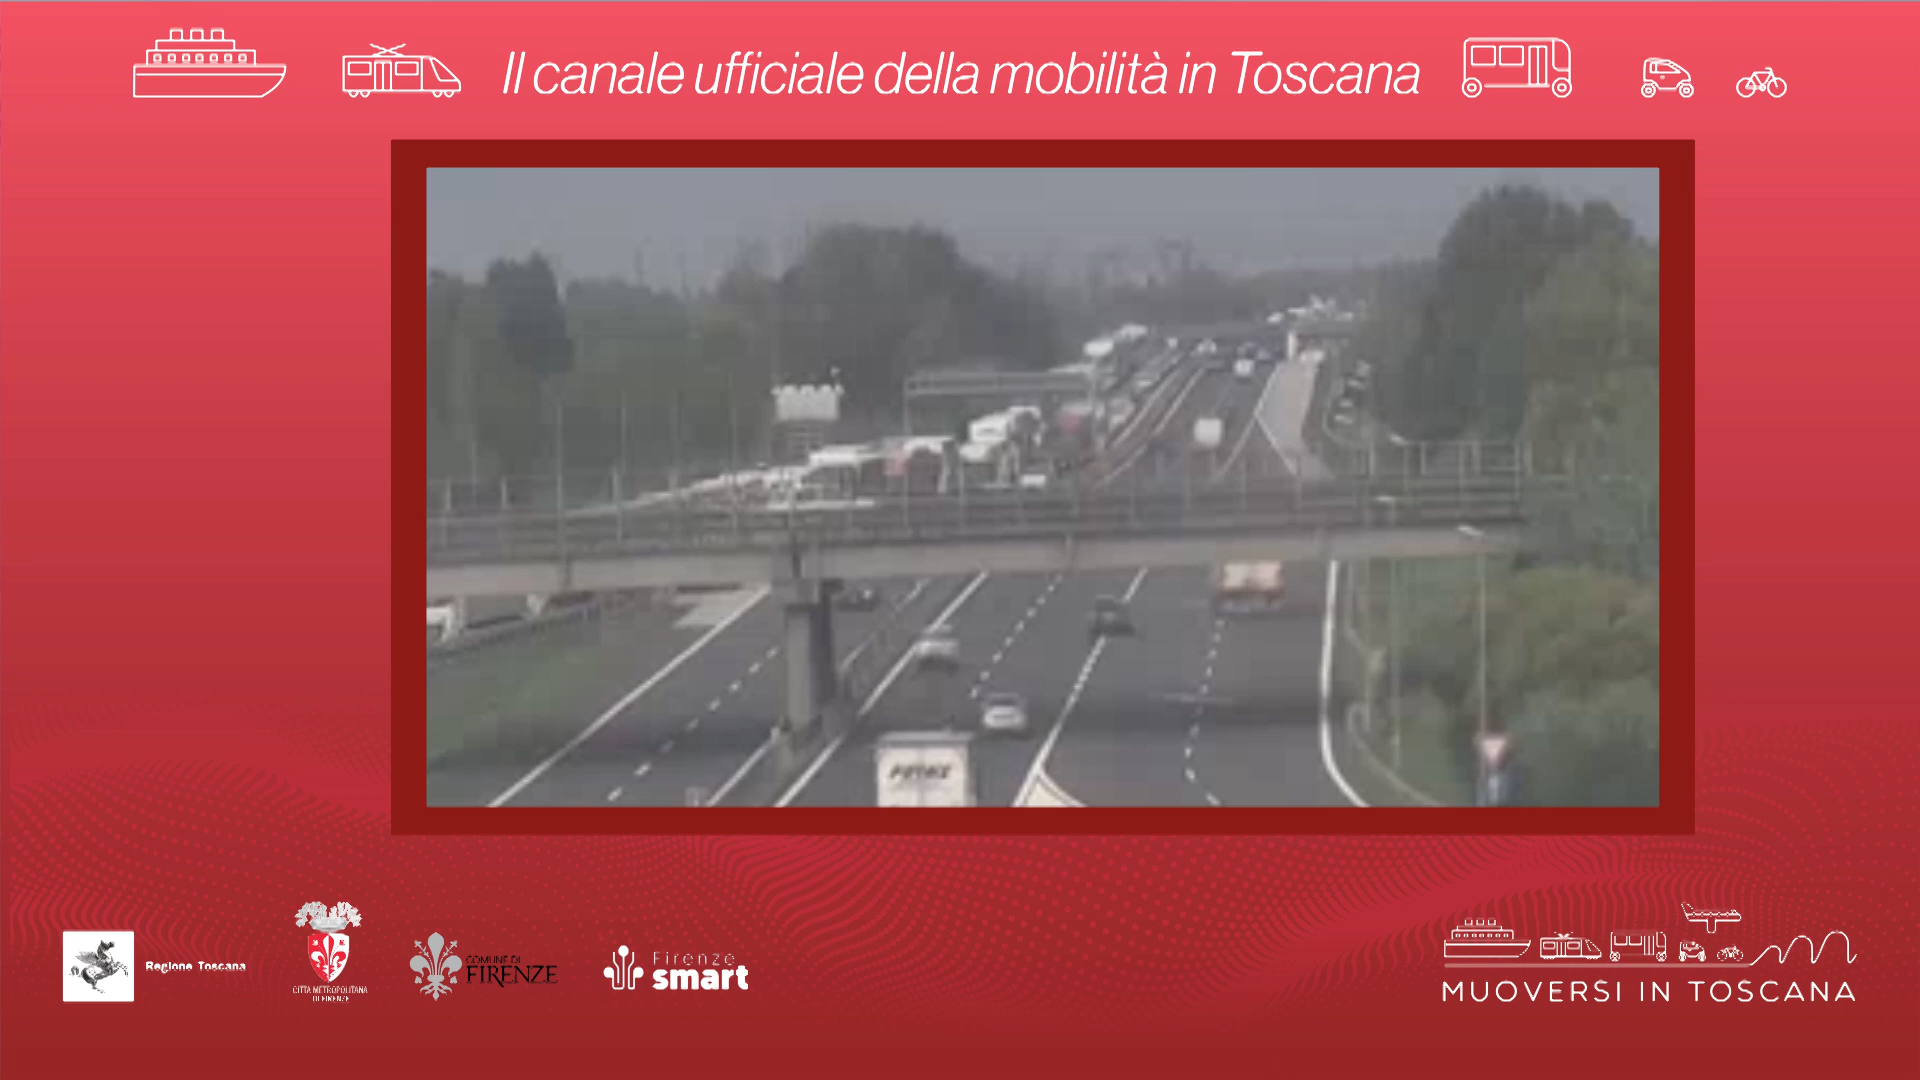 Il canale ufficiale della mobilità in Toscana
Regione Toscana
CITTÀ METROPOLITANA
DI FIRENZE
COMUNE DI
FIRENZE
Firenze
smart
MUOVERSI IN TOSCANA